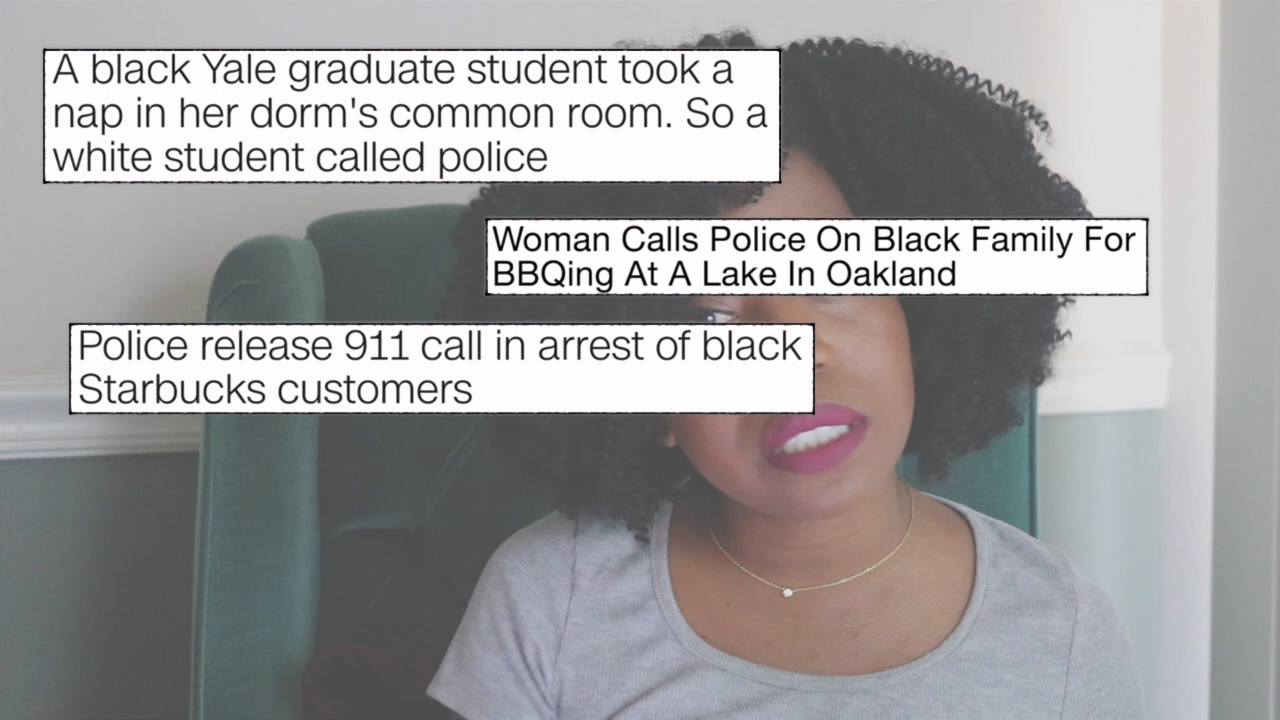 A black Yale graduate student took a
nap in her dorm's common room. So a
white student called police
Woman Calls Police On Black Family For
BBQing At A Lake In Oakland
Police release 911 call in arrest of black
Starbucks customers